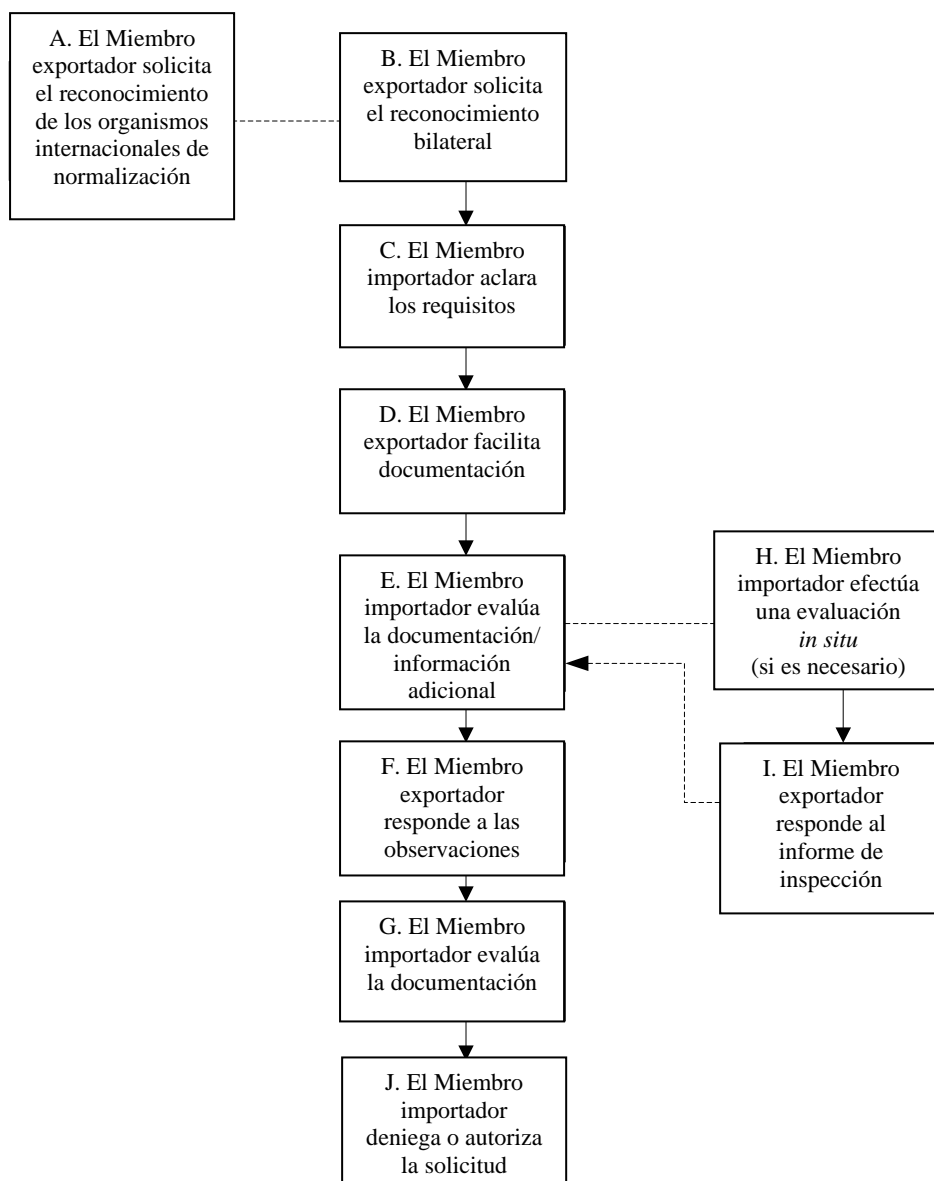 A. El Miembro
exportador solicita
el reconocimiento
de los organismos
internacionales de
normalización
B. El Miembro
exportador solicita
el reconocimiento
bilateral
C. El Miembro
importador aclara
los requisitos
D. El Miembro
exportador facilita
documentación
E. El Miembro
importador evalúa
la documentación/
información
adicional
H. El Miembro
importador efectúa
una evaluación
in situ
(si es necesario)
F. El Miembro
exportador
responde a las
observaciones
I. El Miembro
exportador
responde al
informe de
inspección
G. El Miembro
importador evalúa
la documentación
J. El Miembro
importador
deniega o autoriza
la solicitud